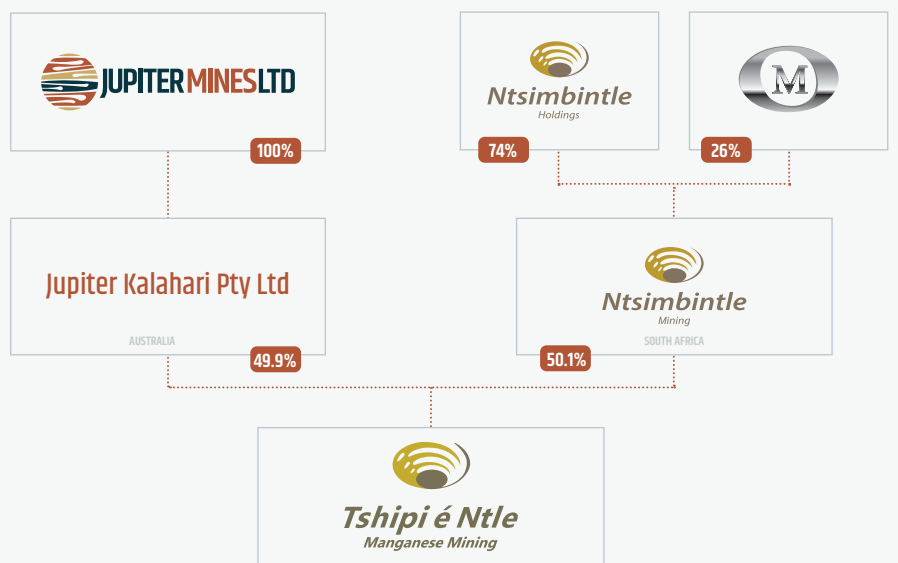 JUPITER MINES LTD
100%
Ntsimbintle
Holdings
74%
M
26%
Jupiter Kalahari Pty Ltd
AUSTRALIA
49.9%
Ntsimbintle
Mining
SOUTH AFRICA
50.1%
Tshipi é Ntle
Manganese Mining